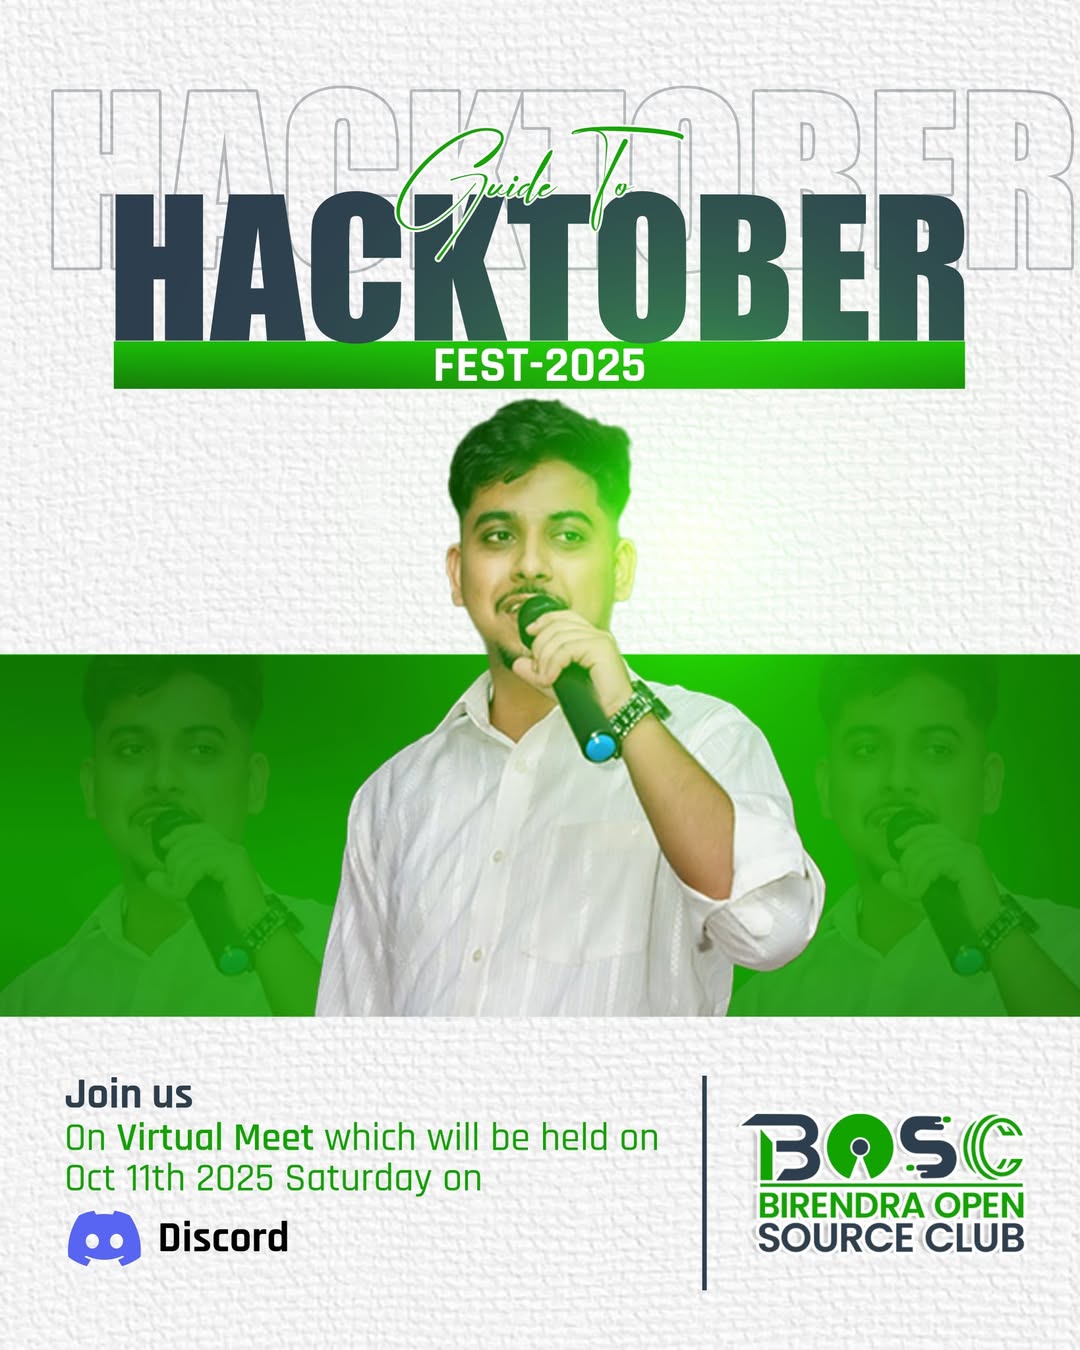 HACKTOBER
Guide To
HACKTOBER
FEST-2025
Join us
On Virtual Meet which will be held on
Oct 11th 2025 Saturday on
Discord
BOSC
BIRENDRA OPEN
SOURCE CLUB